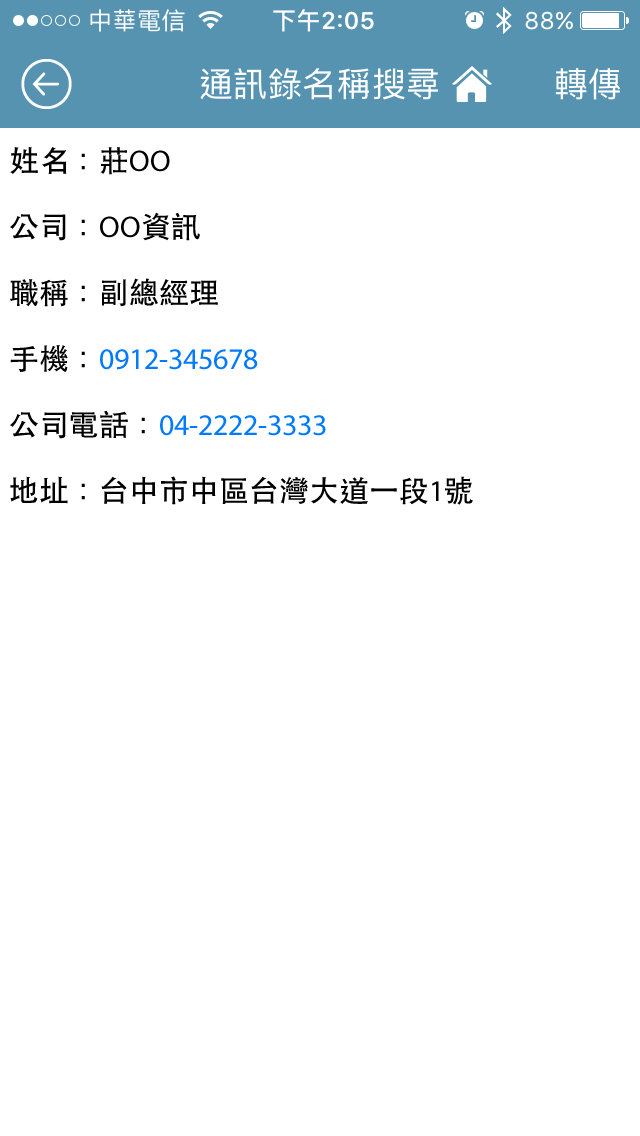 中華電信 下午2:05 88%
通訊錄名稱搜尋 轉傳
姓名：莊OO
公司：OO資訊
職稱：副總經理
手機：0912-345678
公司電話：04-2222-3333
地址：台中市中區台灣大道一段1號